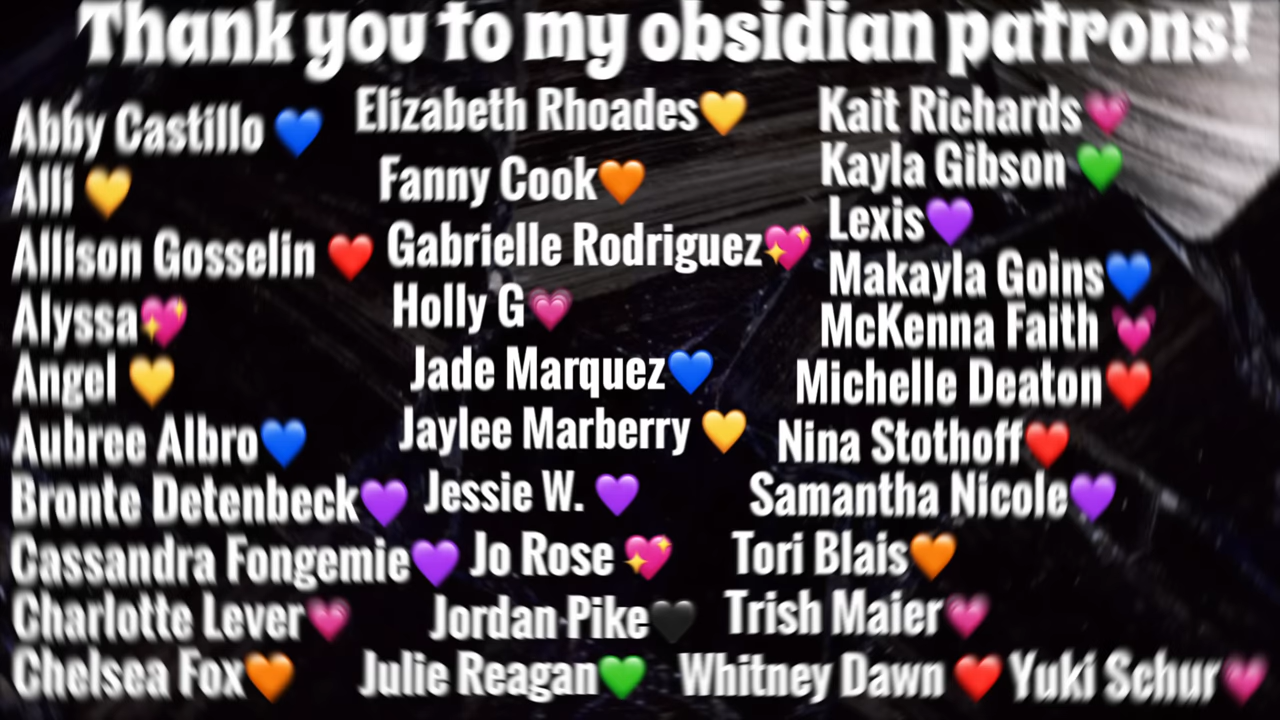 Thank you to my obsidian patrons!
Abby Castillo 💙
Alli 💛
Allison Gosselin ❤️
Alyssa💖
Angel 💛
Aubree Albro💙
Bronte Detenbeck💜
Cassandra Fongemie💜
Charlotte Lever💗
Chelsea Fox🧡
Elizabeth Rhoades💛
Fanny Cook🧡
Gabrielle Rodriguez💖
Holly G💗
Jade Marquez💙
Jaylee Marberry 💛
Jessie W. 💜
Jo Rose 💖
Jordan Pike🖤
Julie Reagan💚
Kait Richards💗
Kayla Gibson 💚
Lexis💜
Makayla Goins💙
McKenna Faith 💓
Michelle Deaton❤️
Nina Stothoff❤️
Samantha Nicole💜
Tori Blais🧡
Trish Maier💗
Whitney Dawn ❤️
Yuki Schur💗